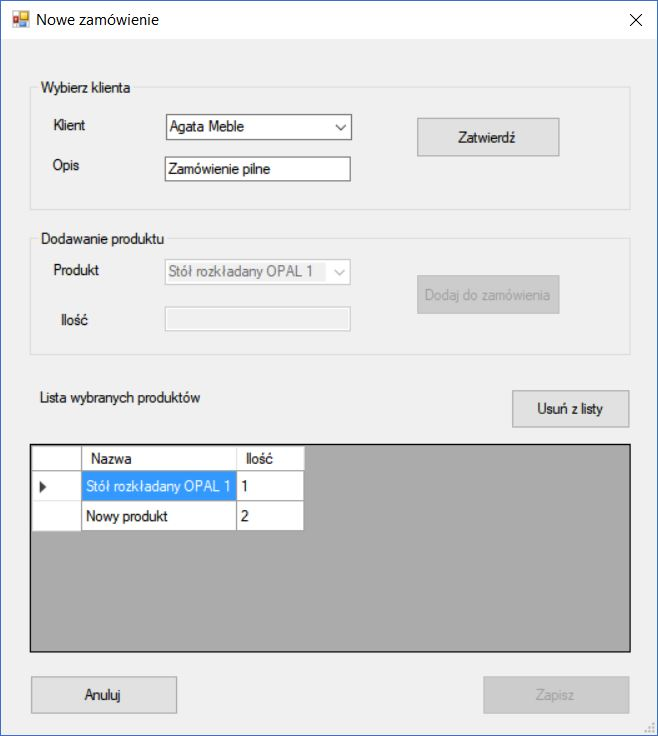 Nowe zamówienie
Wybierz klienta
Klient Agata Meble
Zatwierdź
Opis Zamówienie pilne
Dodawanie produktu
Produkt Stół rozkładany OPAL 1
Dodaj do zamówienia
Ilość
Lista wybranych produktów
Usuń z listy
Nazwa Ilość
Stół rozkładany OPAL 1 1
Nowy produkt 2
Anuluj Zapisz